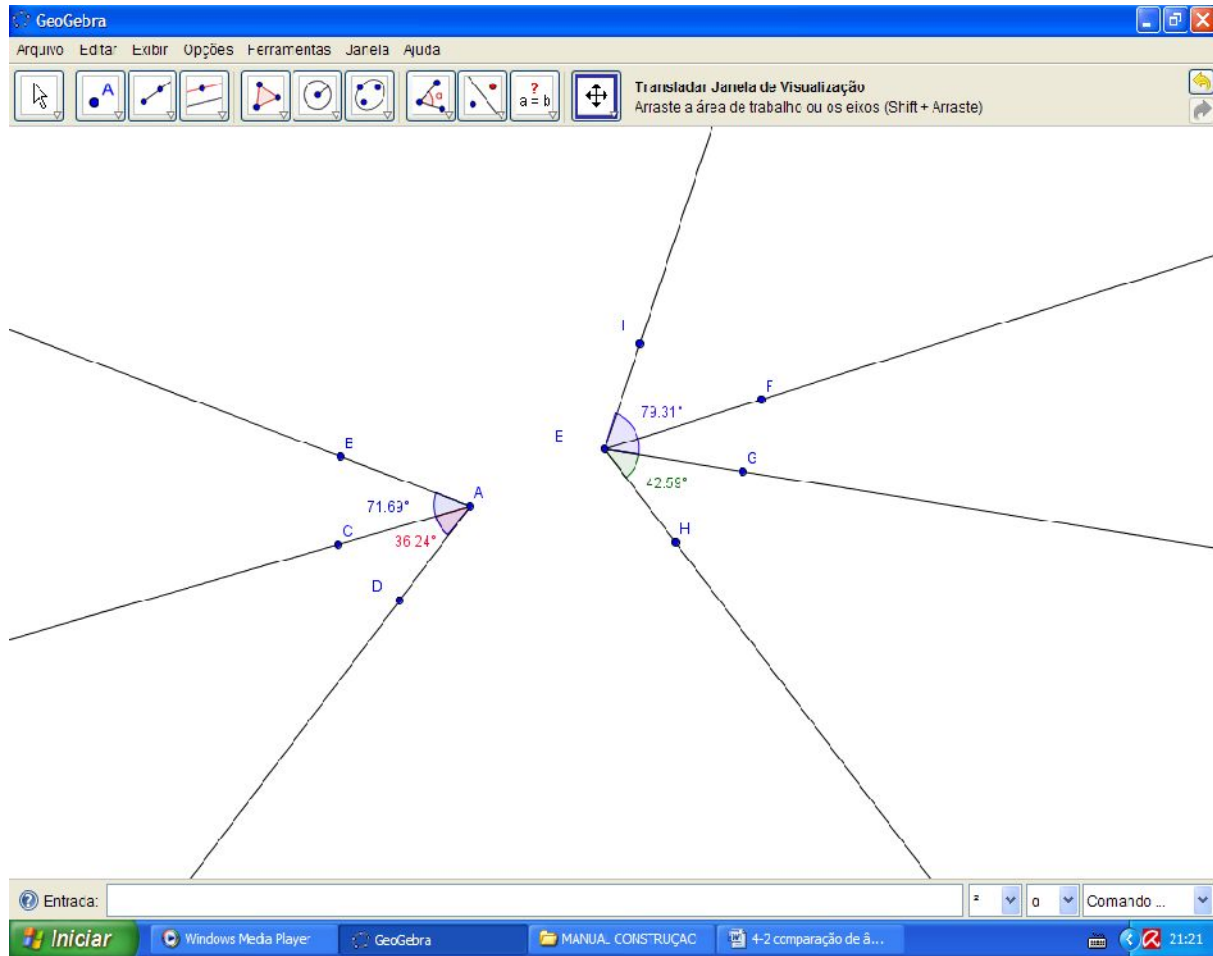 GeoGebra
Arquivo Editar Exibir Opções Ferramentas Janela Ajuda
A
α
?
a = b
Transladar Janela de Visualização
Arraste a área de trabalho ou os eixos (Shift + Arraste)
I
F
79.31°
E
B
G
42.59°
A
71.69°
C
H
36.24°
D
Entrada:
²
α
Comando ...
Iniciar
Windows Media Player
GeoGebra
MANUAL CONSTRUÇAO
4-2 comparação de â...
21:21